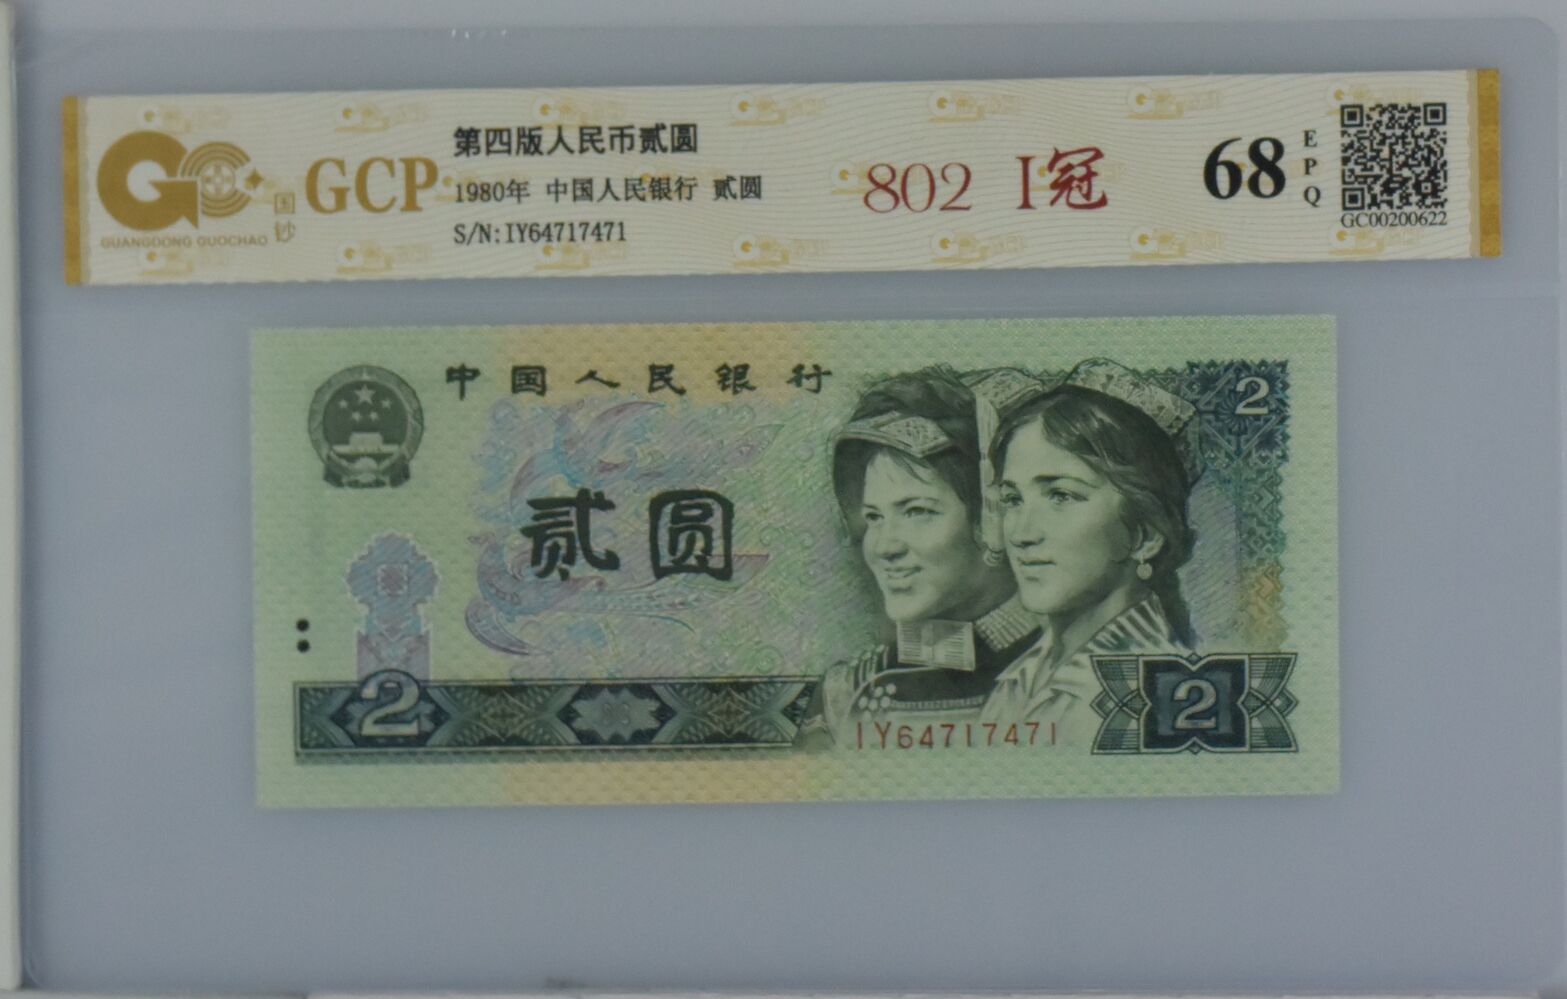 国钞
GUANGDONG GUOCHAO
GCP
第四版人民币贰圆
1980年 中国人民银行 贰圆
S/N:IY64717471
802 I冠
68
EPQ
GC00200622
中国人民银行
2
贰圆
2
IY64717471
2